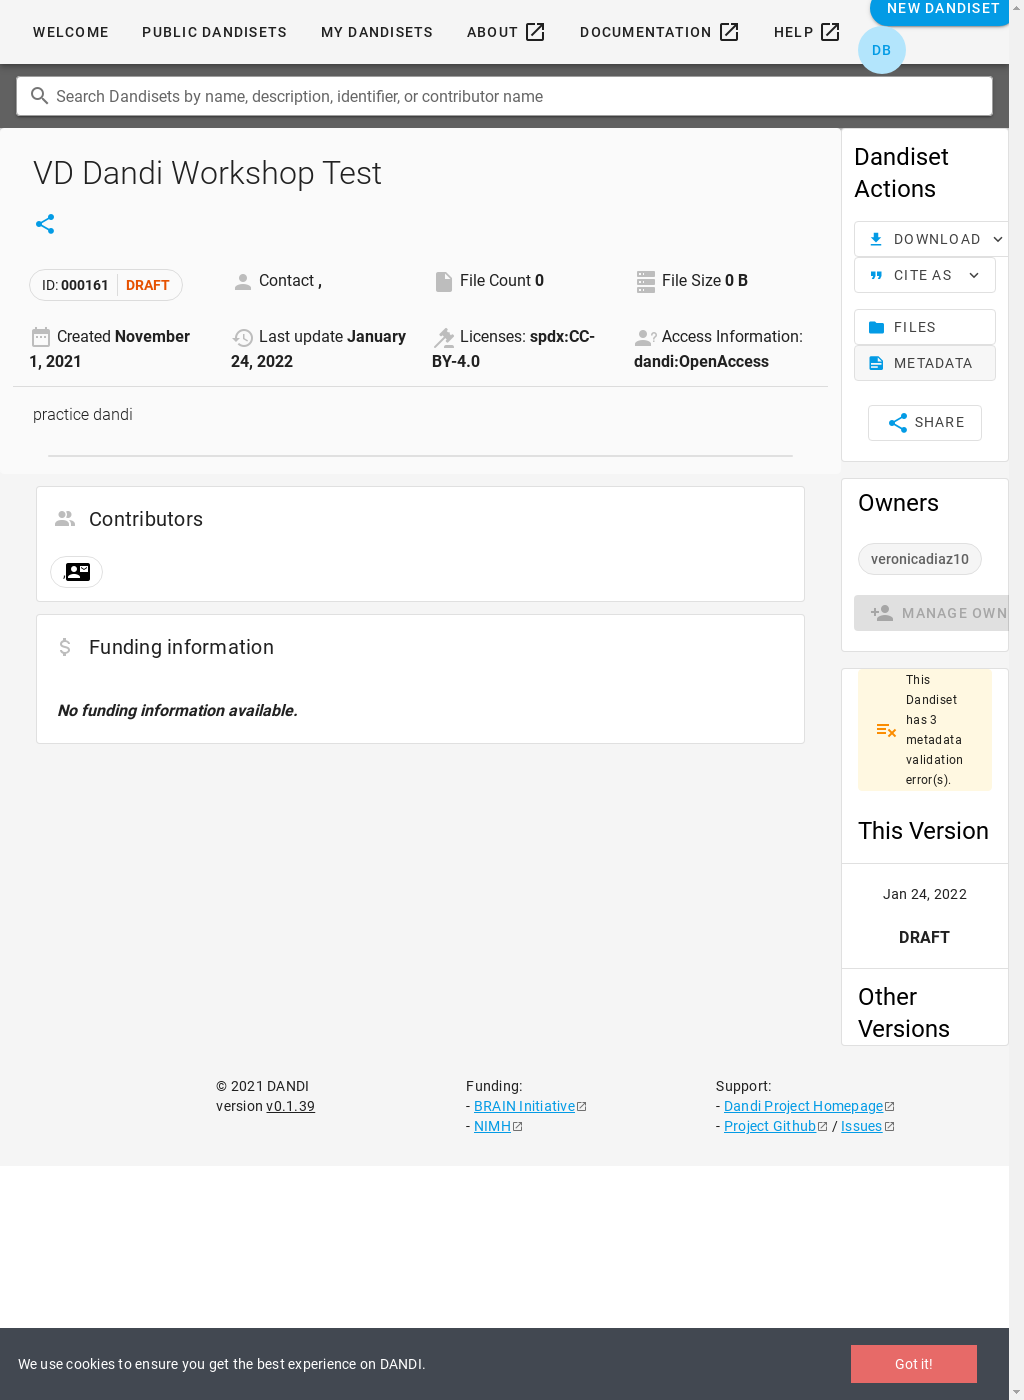 WELCOME PUBLIC DANDISETS MY DANDISETS ABOUT DOCUMENTATION HELP NEW DANDISET
DB
Search Dandisets by name, description, identifier, or contributor name
VD Dandi Workshop Test
ID: 000161 DRAFT
Contact ,
File Count 0
File Size 0 B
Created November
1, 2021
Last update January
24, 2022
Licenses: spdx:CC-
BY-4.0
Access Information:
dandi:OpenAccess
practice dandi
Contributors
,
Funding information
No funding information available.
Dandiset
Actions
DOWNLOAD
CITE AS
FILES
METADATA
SHARE
Owners
veronicadiaz10
MANAGE OWN
This
Dandiset
has 3
metadata
validation
error(s).
This Version
Jan 24, 2022
DRAFT
Other
Versions
© 2021 DANDI
version v0.1.39
Funding:
- BRAIN Initiative
- NIMH
Support:
- Dandi Project Homepage
- Project Github / Issues
We use cookies to ensure you get the best experience on DANDI.
Got it!